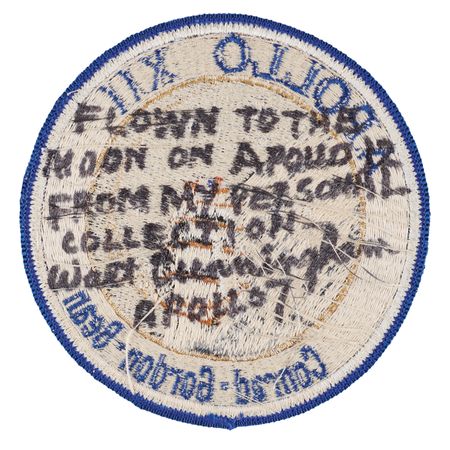 APOLLO XII
FLOWN TO THE
MOON ON APOLLO 12
FROM MY PERSONAL
COLLECTION
Walt Cunningham
APOLLO 7
Conrad · Gordon · Bean